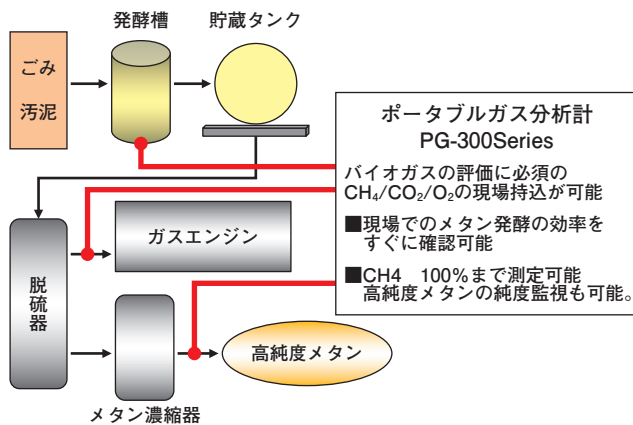 発酵槽
貯蔵タンク
ごみ
汚泥
ポータブルガス分析計
PG-300Series
バイオガスの評価に必須の
CH₄/CO₂/O₂の現場持込が可能
■現場でのメタン発酵の効率を
すぐに確認可能
■CH4　100%まで測定可能
高純度メタンの純度監視も可能。
ガスエンジン
脱硫器
高純度メタン
メタン濃縮器